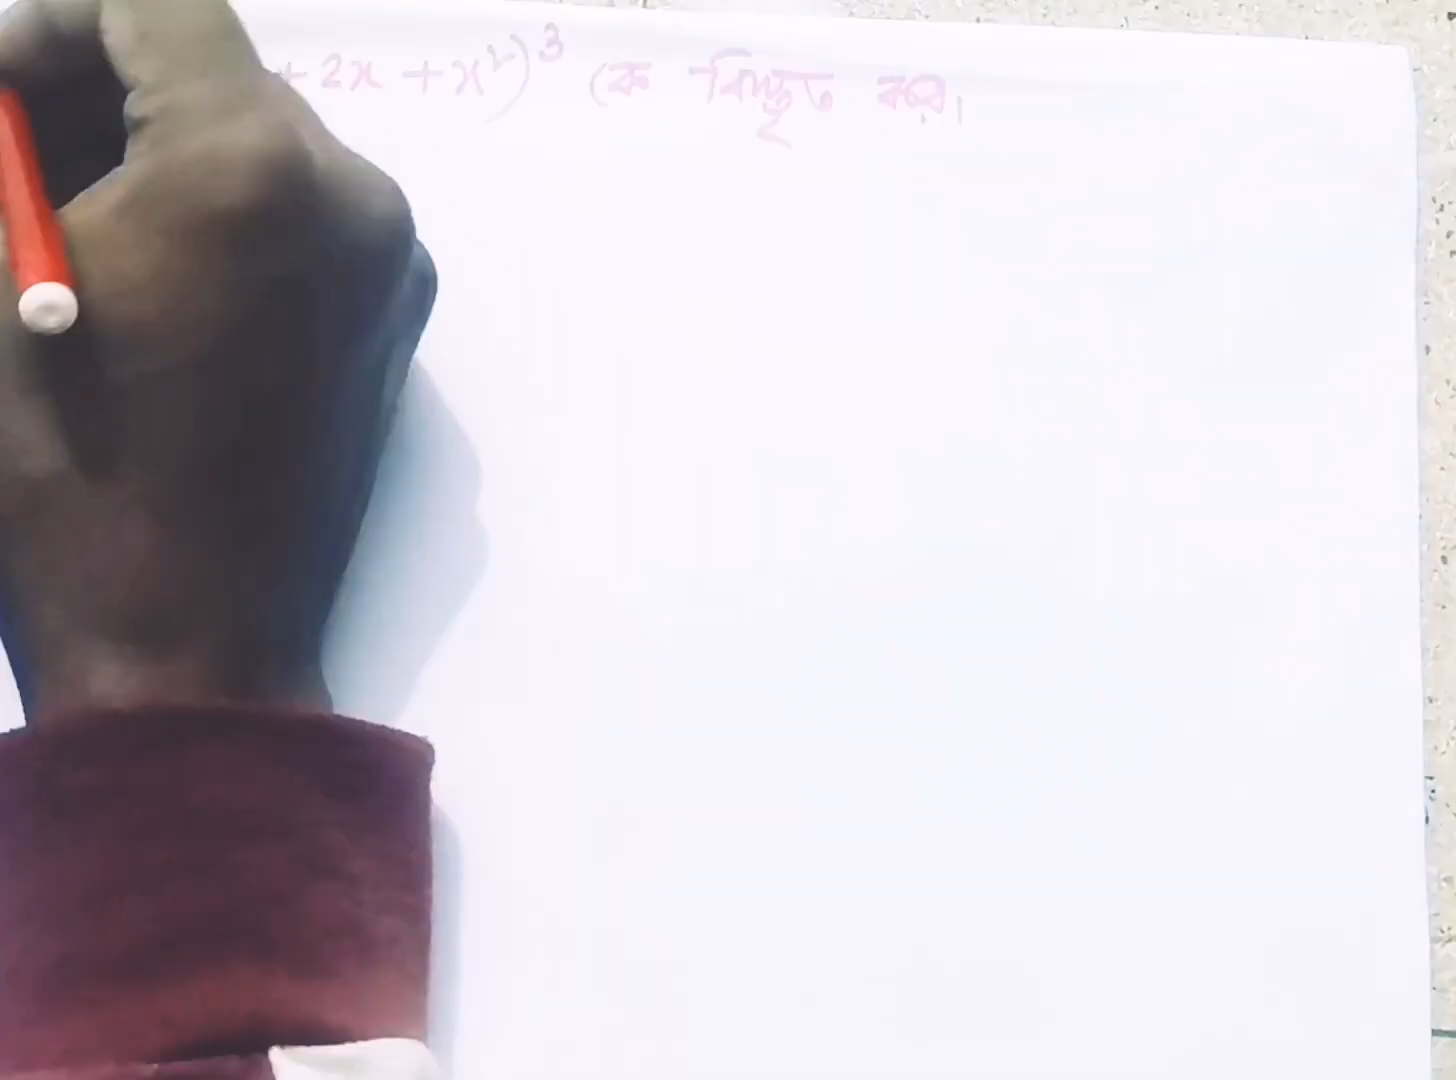 + 2x + x²)³ কে বিস্তৃত কর।